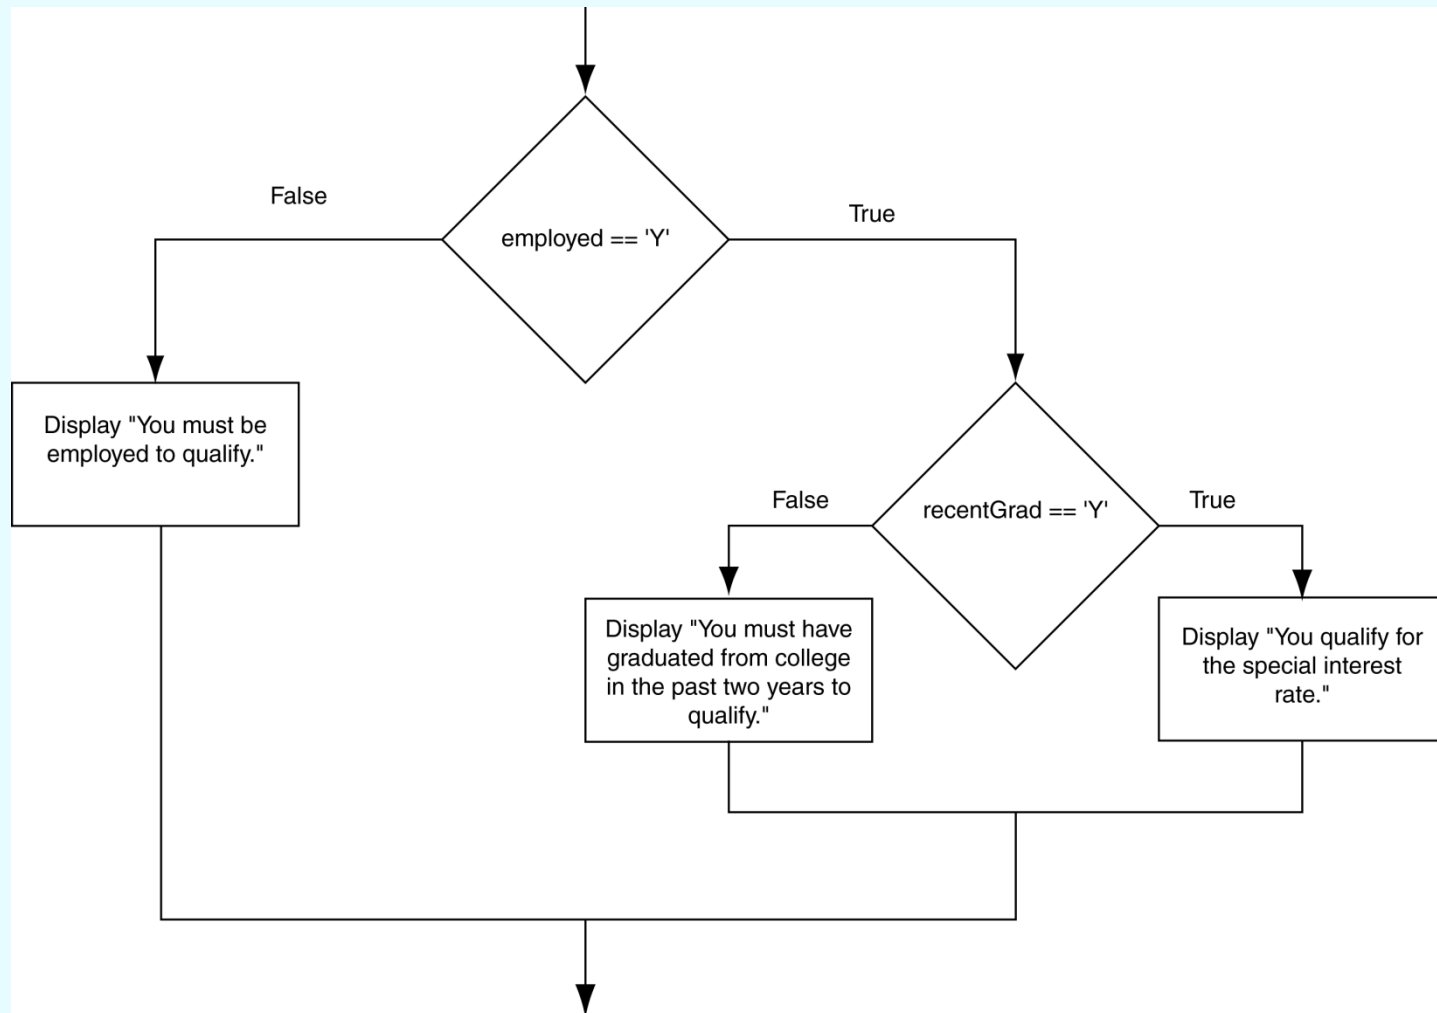 False
True
employed == 'Y'
Display "You must be
employed to qualify."
False
True
recentGrad == 'Y'
Display "You must have
graduated from college
in the past two years to
qualify."
Display "You qualify for
the special interest
rate."